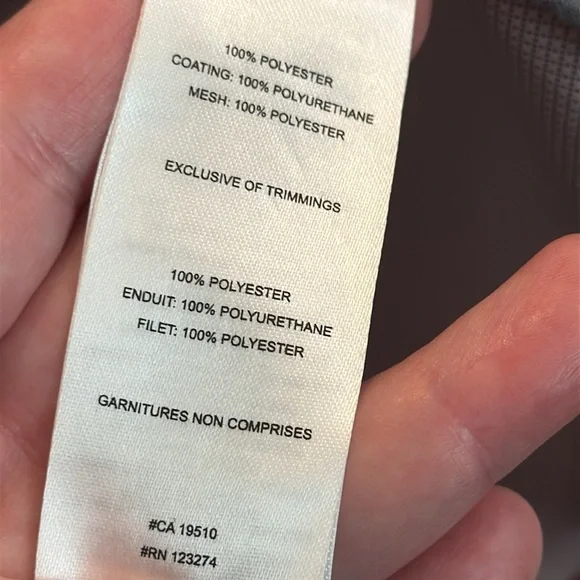 100% POLYESTER
COATING: 100% POLYURETHANE
MESH: 100% POLYESTER
EXCLUSIVE OF TRIMMINGS
100% POLYESTER
ENDUIT: 100% POLYURETHANE
FILET: 100% POLYESTER
GARNITURES NON COMPRISES
#CA 19510
#RN 123274